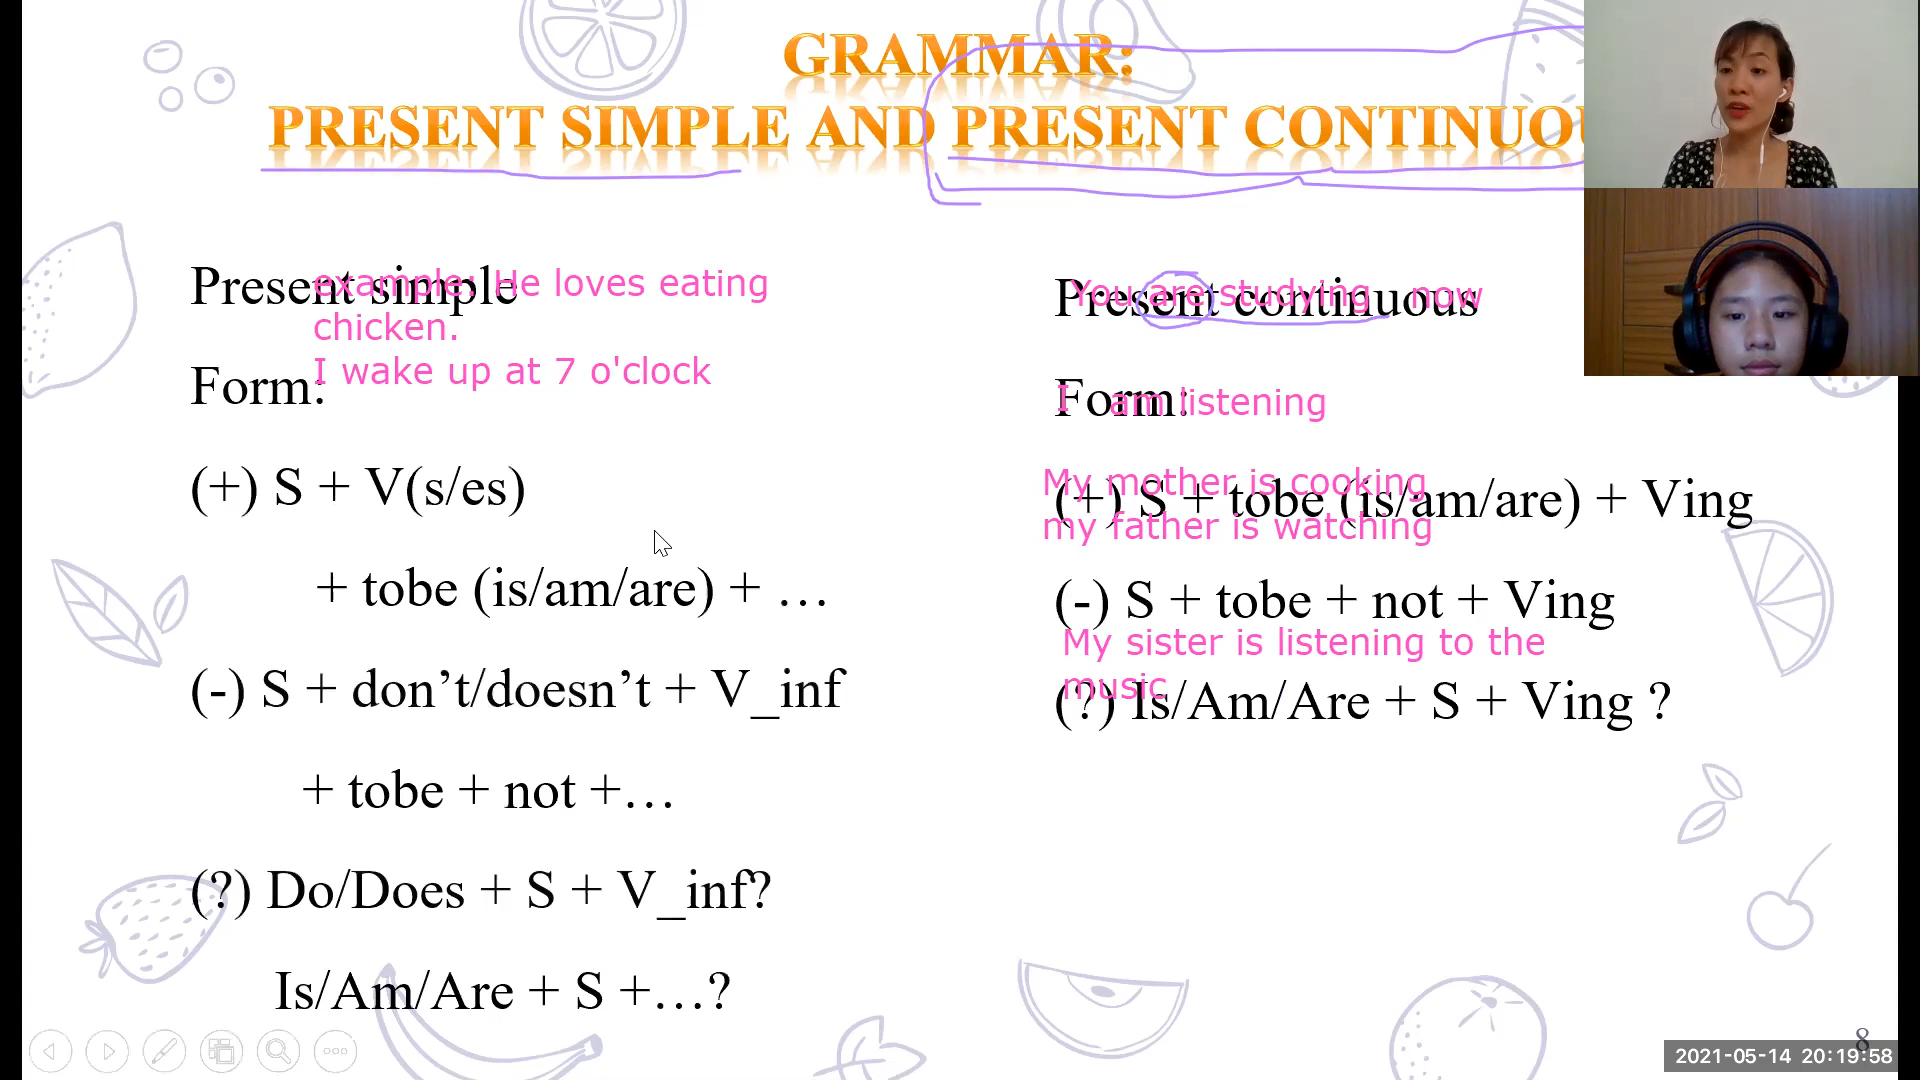 GRAMMAR:
PRESENT SIMPLE AND PRESENT CONTINUOU
Present simple
example: He loves eating
chicken.
I wake up at 7 o'clock
Form:
(+) S + V(s/es)
+ tobe (is/am/are) + …
(-) S + don’t/doesn’t + V_inf
+ tobe + not +…
(?) Do/Does + S + V_inf?
Is/Am/Are + S +…?
Present continuous
You are studying now
Form:
I am listening
(+) S + tobe (is/am/are) + Ving
My mother is cooking
my father is watching
(-) S + tobe + not + Ving
My sister is listening to the
music
(?) Is/Am/Are + S + Ving ?
8
2021-05-14 20:19:58